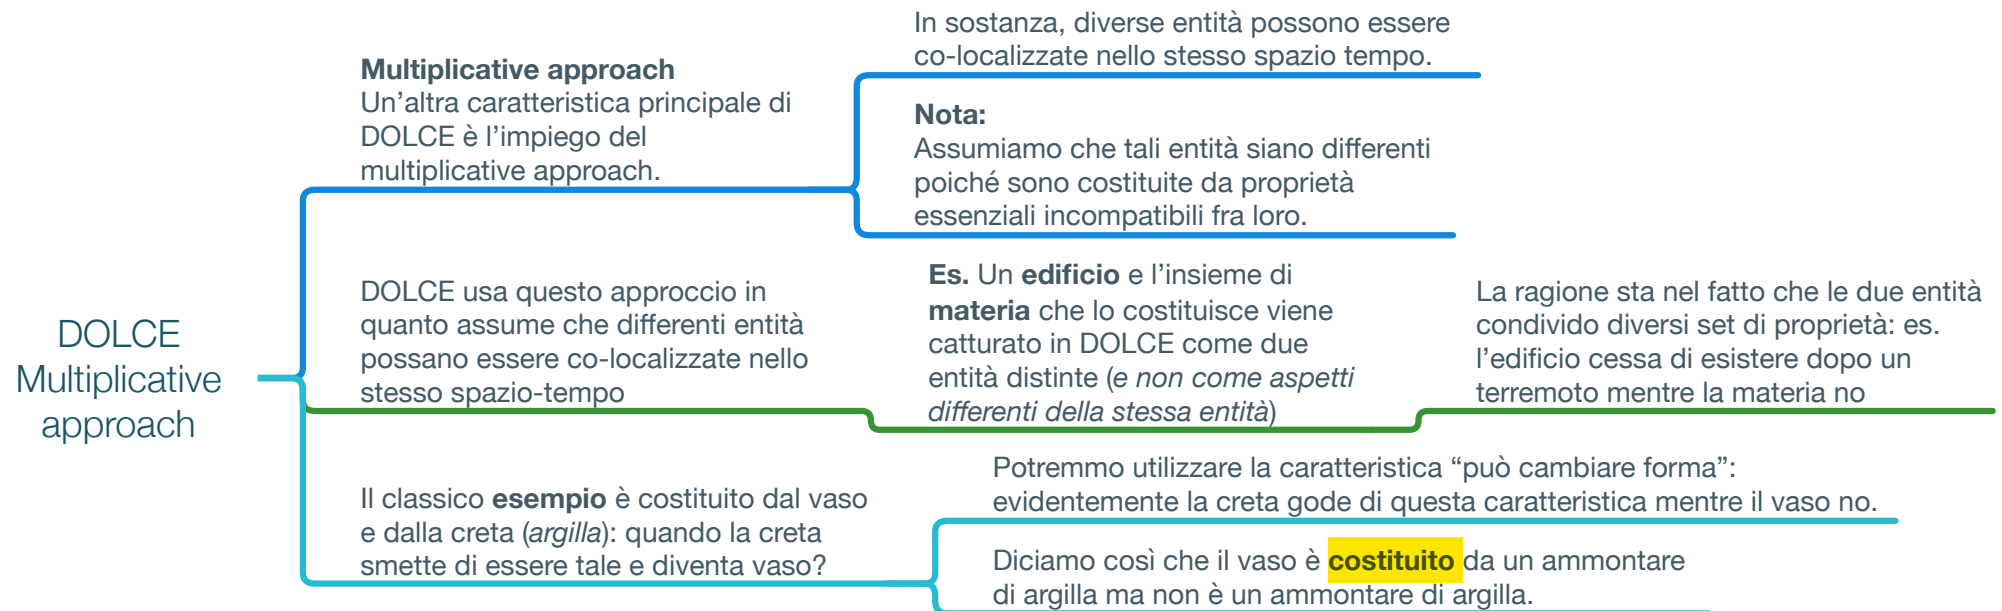 DOLCE
Multiplicative
approach
Multiplicative approach
Un’altra caratteristica principale di
DOLCE è l’impiego del
multiplicative approach.
In sostanza, diverse entità possono essere
co-localizzate nello stesso spazio tempo.
Nota:
Assumiamo che tali entità siano differenti
poiché sono costituite da proprietà
essenziali incompatibili fra loro.
DOLCE usa questo approccio in
quanto assume che differenti entità
possano essere co-localizzate nello
stesso spazio-tempo
Es. Un edificio e l’insieme di
materia che lo costituisce viene
catturato in DOLCE come due
entità distinte (e non come aspetti
differenti della stessa entità)
La ragione sta nel fatto che le due entità
condivido diversi set di proprietà: es.
l’edificio cessa di esistere dopo un
terremoto mentre la materia no
Il classico esempio è costituito dal vaso
e dalla creta (argilla): quando la creta
smette di essere tale e diventa vaso?
Potremmo utilizzare la caratteristica “può cambiare forma”:
evidentemente la creta gode di questa caratteristica mentre il vaso no.
Diciamo così che il vaso è costituito da un ammontare
di argilla ma non è un ammontare di argilla.